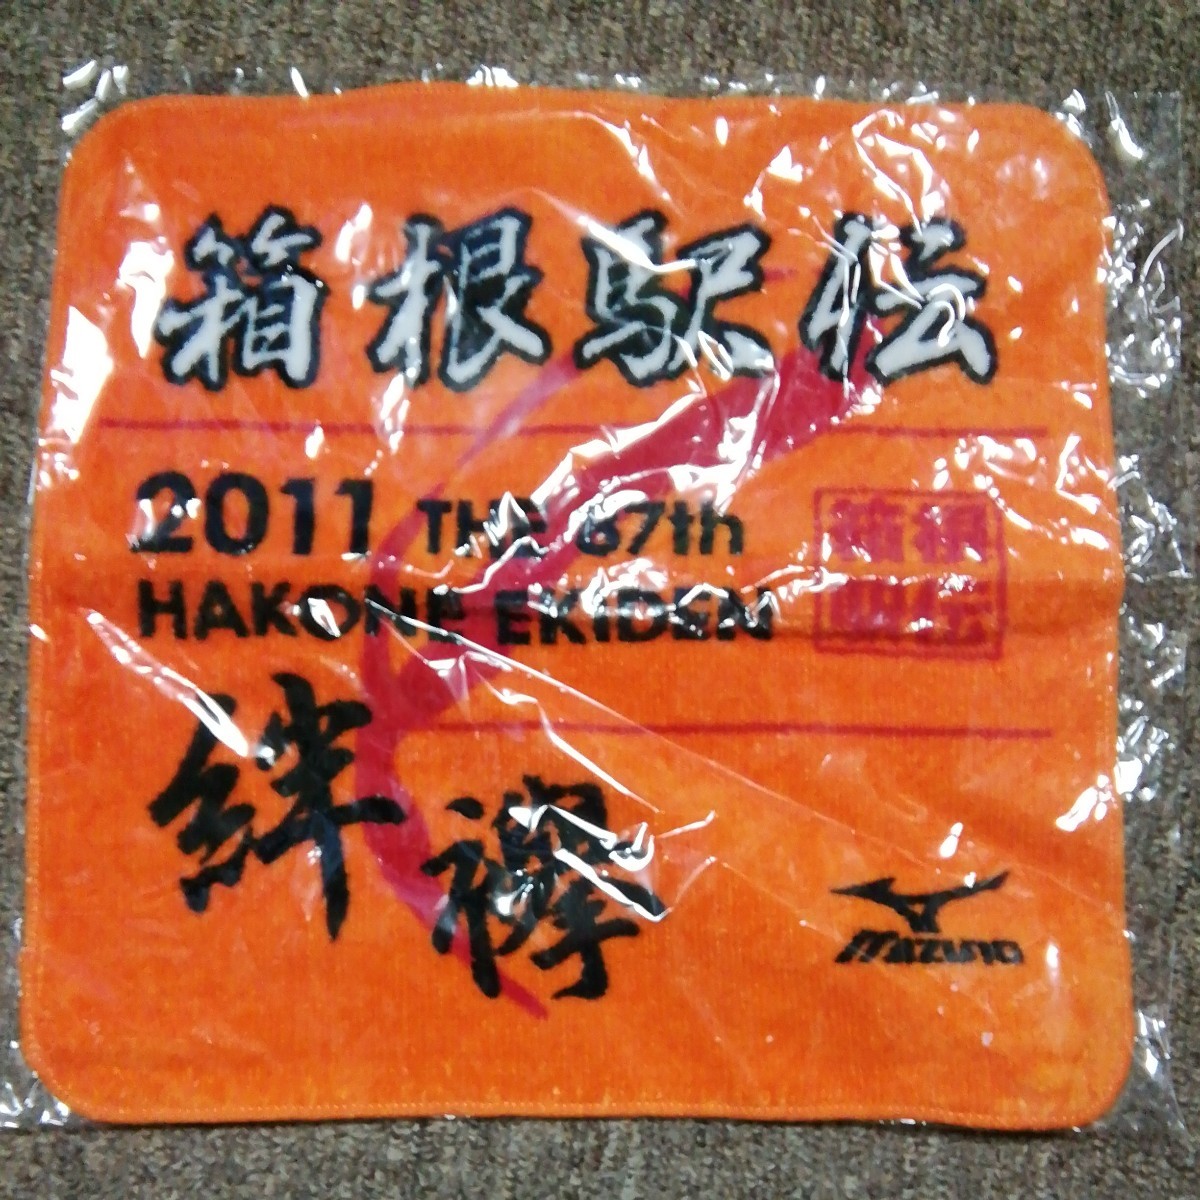 箱根駅伝
2011 THE 87th
HAKONE EKIDEN
箱根
駅伝
絆
襷
Mizuno